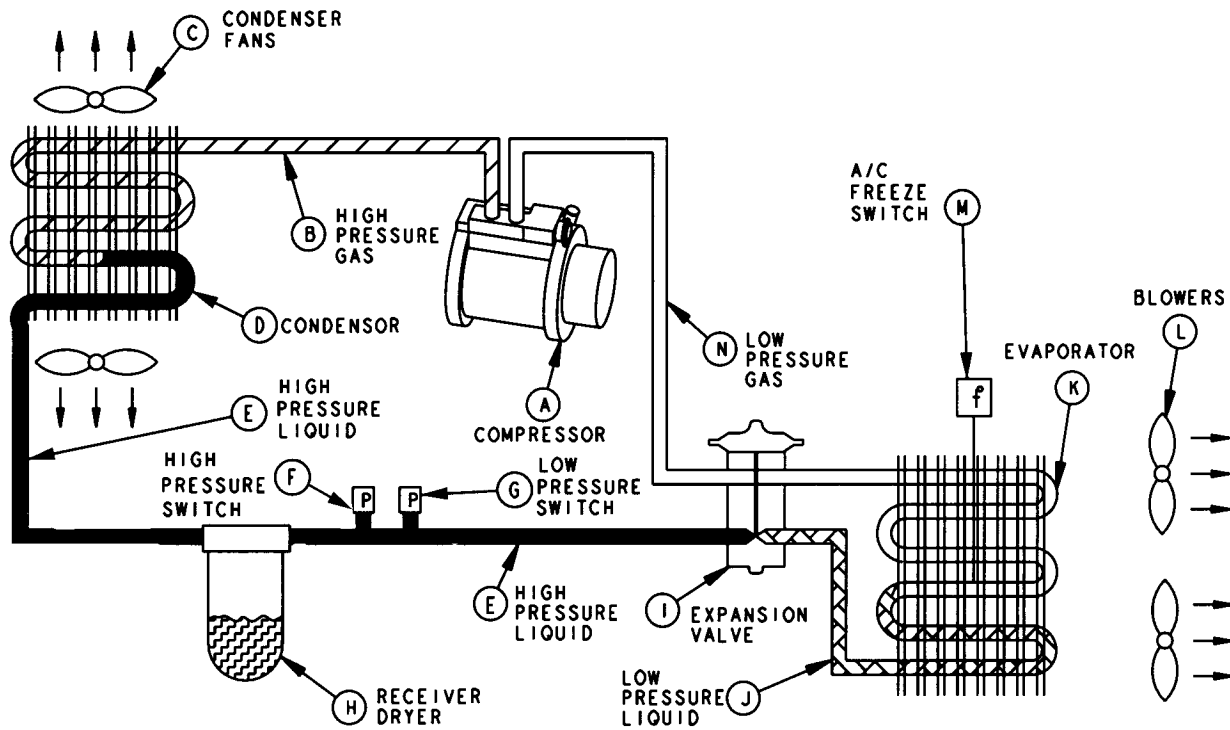 C
CONDENSER
FANS
A/C
FREEZE
SWITCH
M
B
HIGH
PRESSURE
GAS
BLOWERS
L
D
CONDENSOR
N
LOW
PRESSURE
GAS
EVAPORATOR
K
f
A
COMPRESSOR
E
HIGH
PRESSURE
LIQUID
HIGH
PRESSURE
SWITCH
F
P
P
G
LOW
PRESSURE
SWITCH
E
HIGH
PRESSURE
LIQUID
I
EXPANSION
VALVE
H
RECEIVER
DRYER
LOW
PRESSURE
LIQUID
J